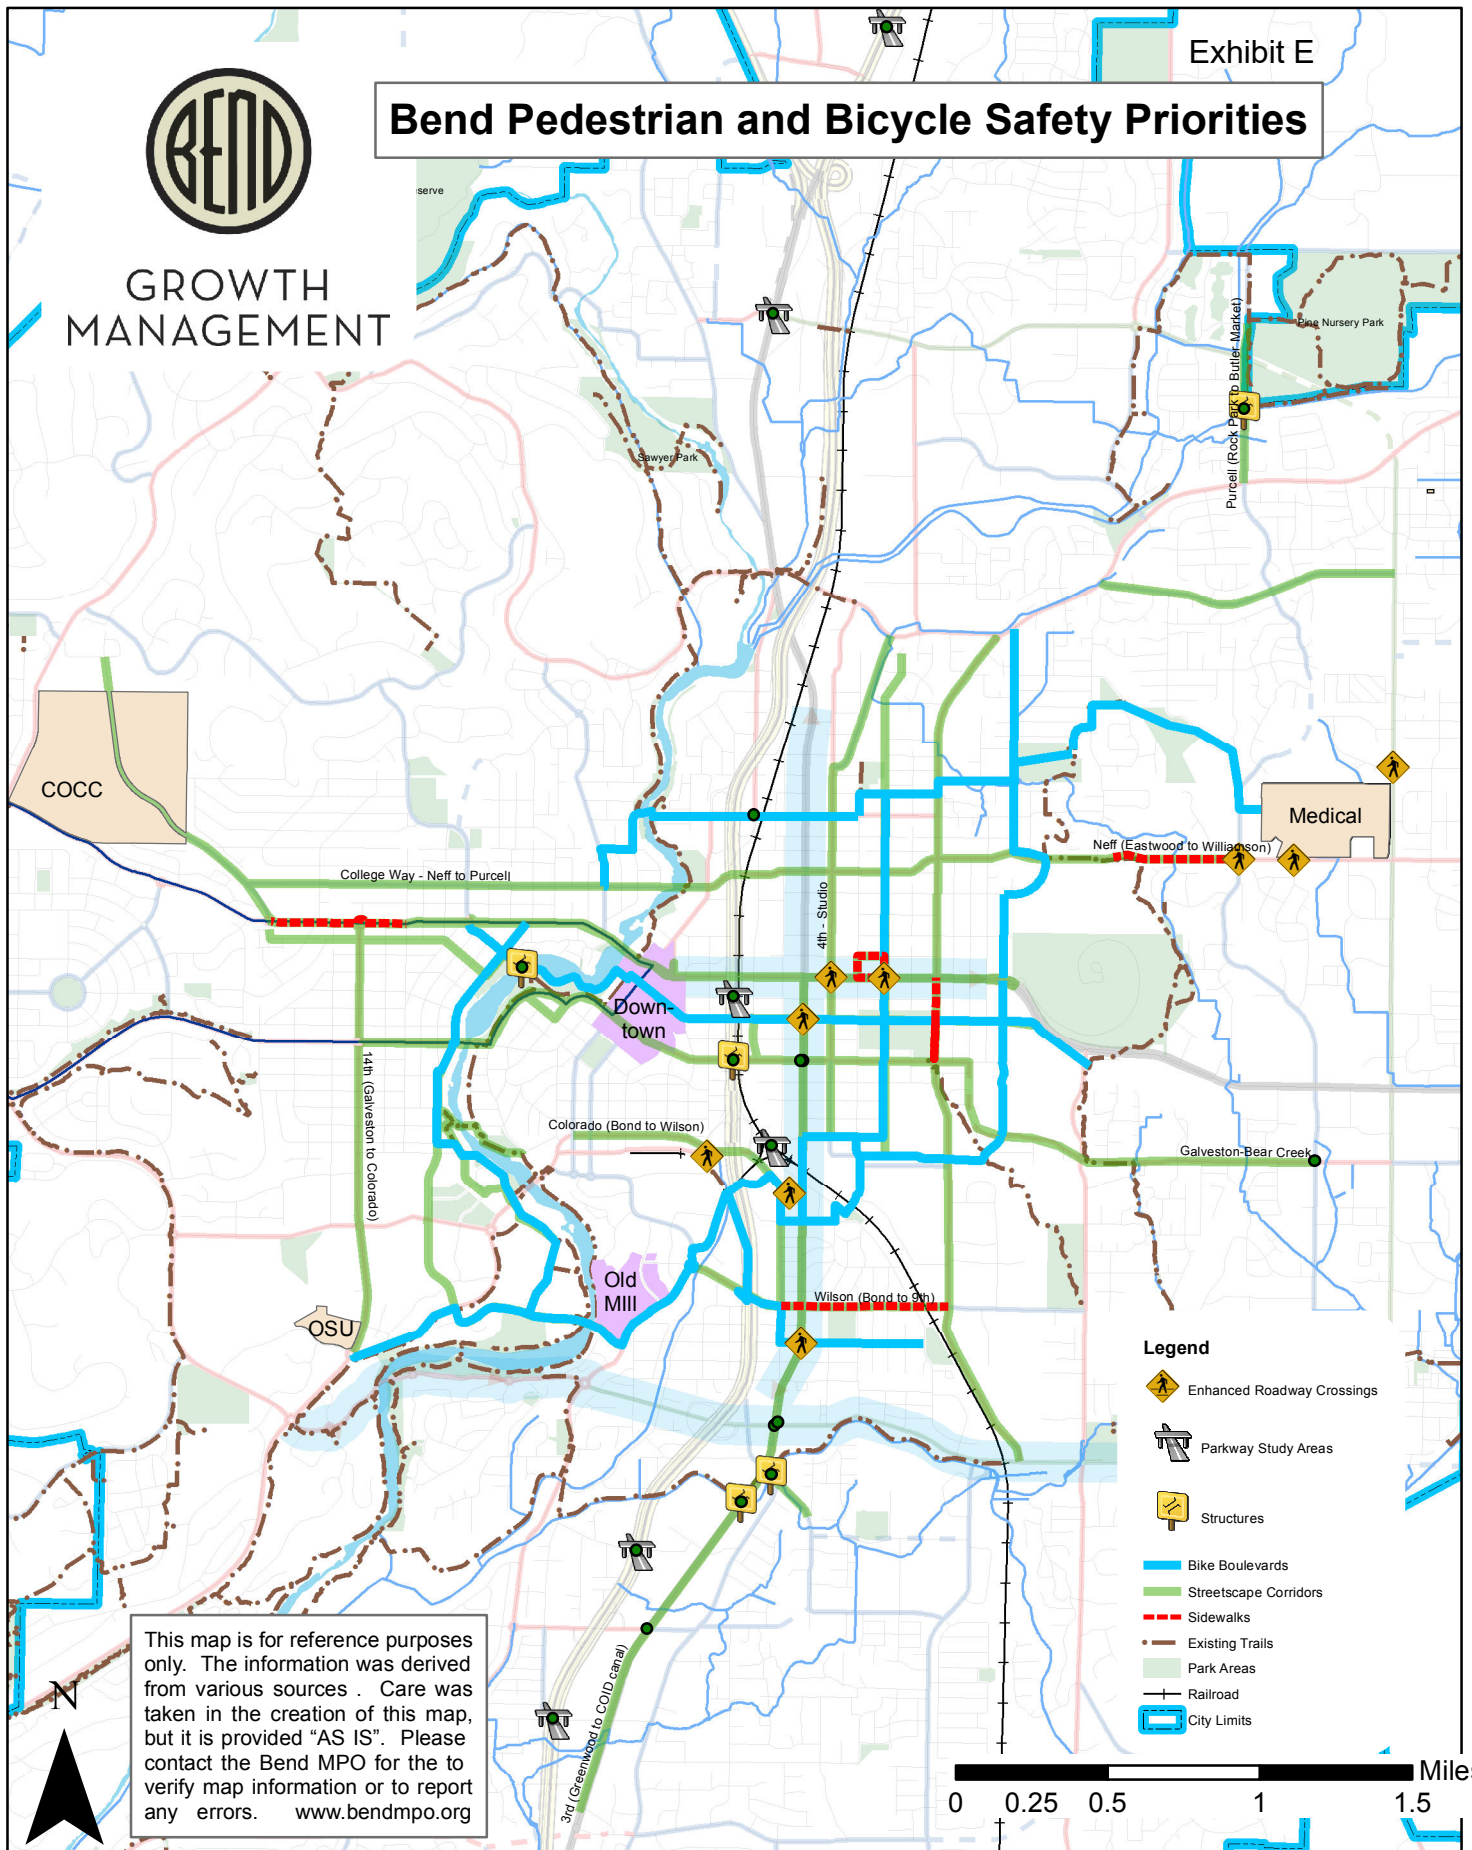 Exhibit E
Bend Pedestrian and Bicycle Safety Priorities
BEND
GROWTH
MANAGEMENT
serve
Pine Nursery Park
Purcell (Rock Park to Butler Market)
Sawyer Park
COCC
Medical
Neff (Eastwood to Williamson)
College Way - Neff to Purcell
4th - Studio
Down-
town
14th (Galveston to Colorado)
Colorado (Bond to Wilson)
Galveston-Bear Creek
Old
MIll
Wilson (Bond to 9th)
OSU
3rd (Greenwood to COID canal)
Legend
Enhanced Roadway Crossings
Parkway Study Areas
Structures
Bike Boulevards
Streetscape Corridors
Sidewalks
Existing Trails
Park Areas
Railroad
City Limits
This map is for reference purposes
only. The information was derived
from various sources . Care was
taken in the creation of this map,
but it is provided “AS IS”. Please
contact the Bend MPO for the to
verify map information or to report
any errors. www.bendmpo.org
N
Miles
0 0.25 0.5 1 1.5